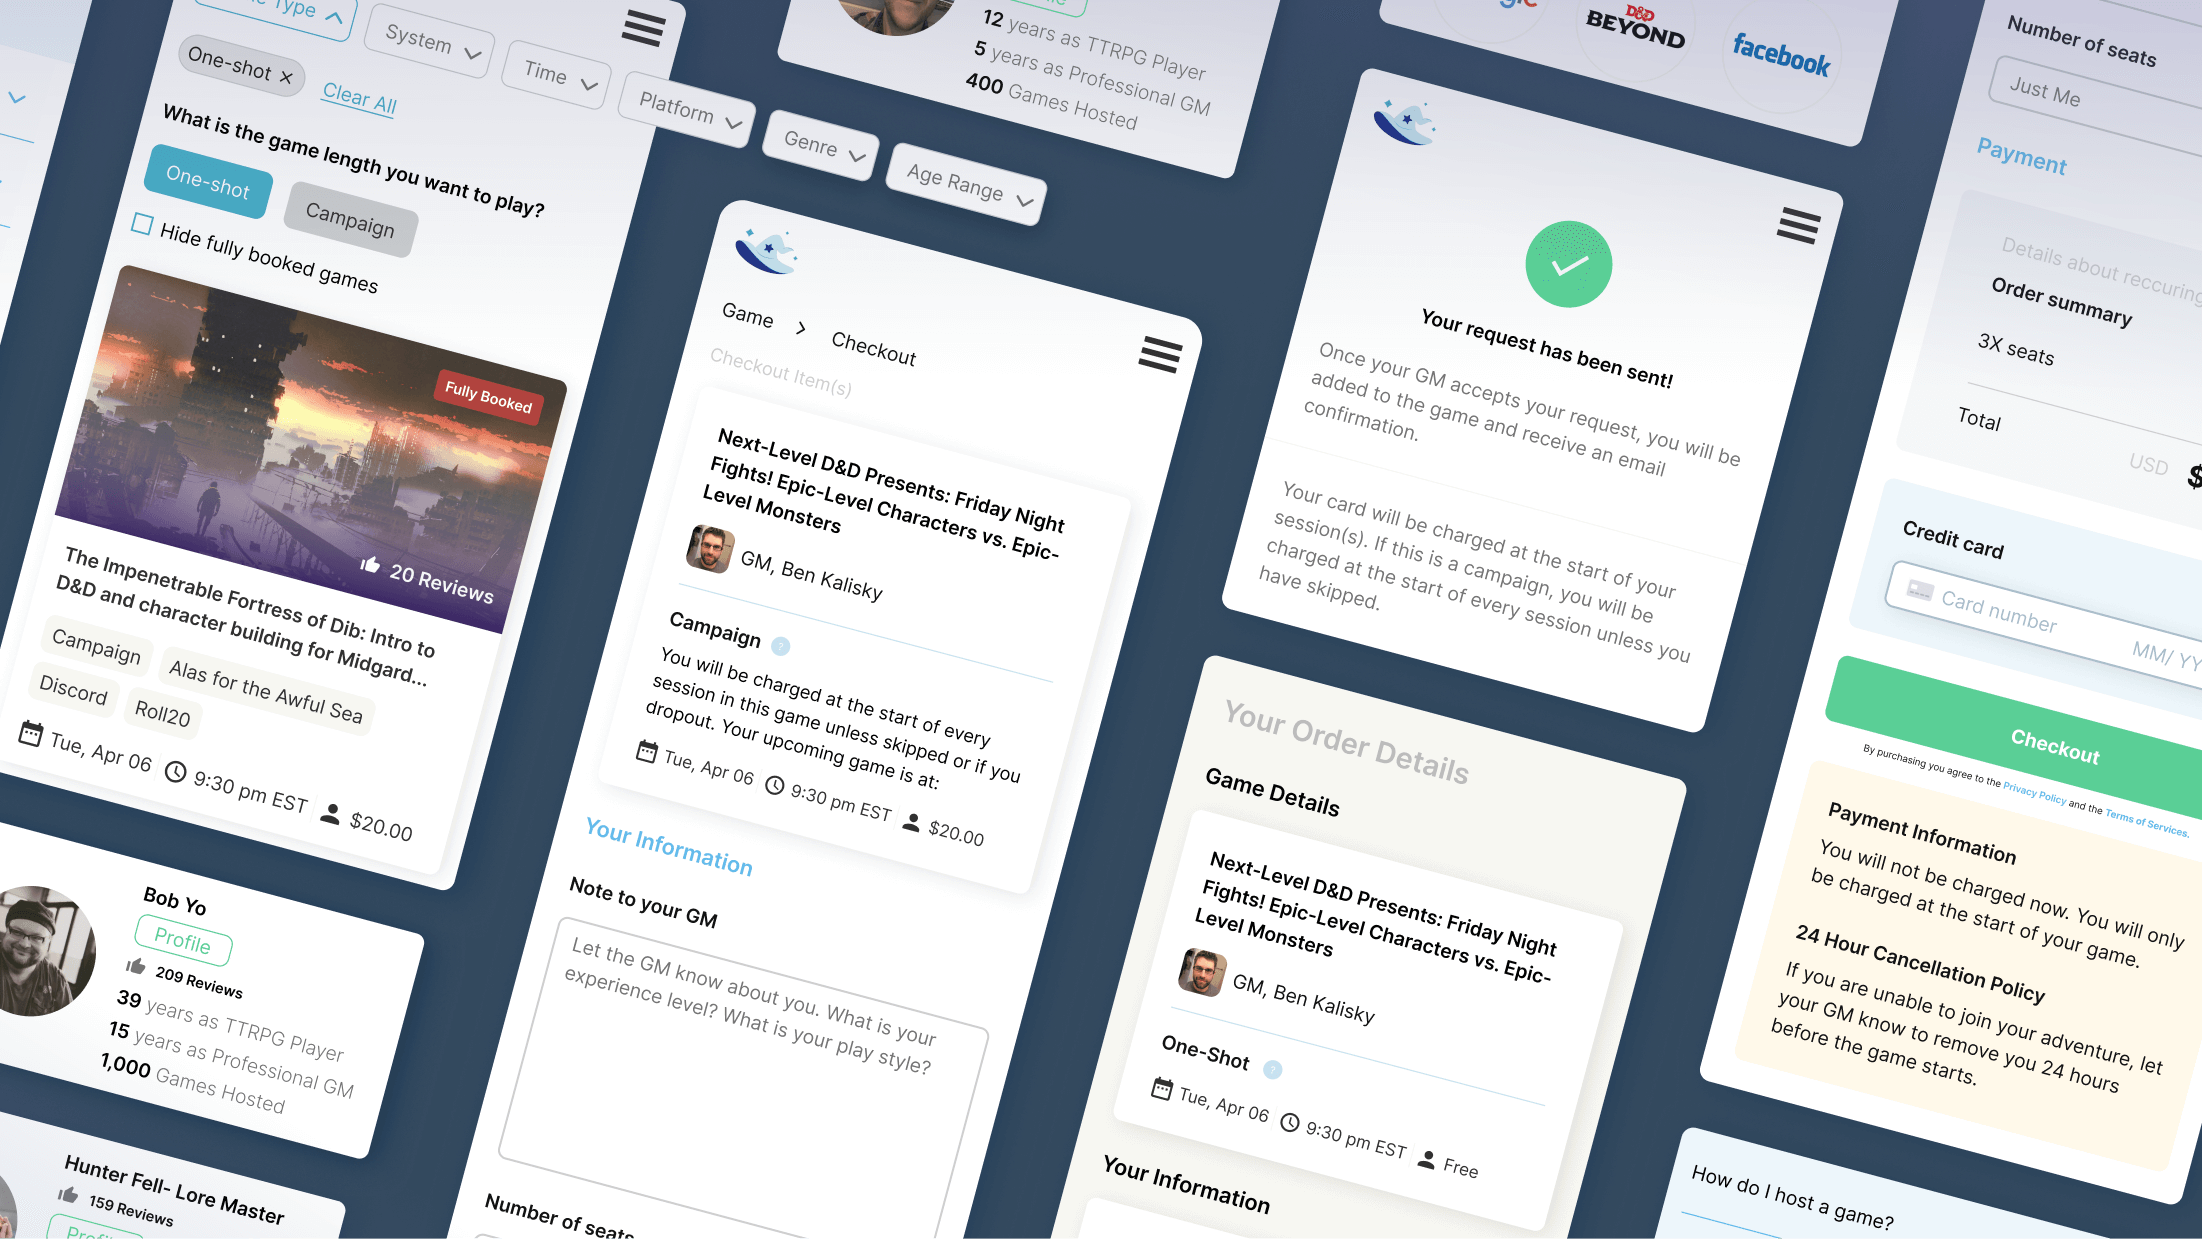 Type
System
Time
Platform
Genre
Age Range
One-shot
Clear All
What is the game length you want to play?
One-shot
Campaign
Hide fully booked games
Fully Booked
20 Reviews
The Impenetrable Fortress of Dib: Intro to
D&D and character building for Midgard...
Campaign
Alas for the Awful Sea
Discord
Roll20
Tue, Apr 06
9:30 pm EST
$20.00
Bob Yo
Profile
209 Reviews
39 years as TTRPG Player
15 years as Professional GM
1,000 Games Hosted
Hunter Fell- Lore Master
159 Reviews
12 years as TTRPG Player
5 years as Professional GM
400 Games Hosted
Game
Checkout
Checkout Item(s)
Next-Level D&D Presents: Friday Night
Fights! Epic-Level Characters vs. Epic-
Level Monsters
GM, Ben Kalisky
Campaign
?
You will be charged at the start of every
session in this game unless skipped or if you
dropout. Your upcoming game is at:
Tue, Apr 06
9:30 pm EST
$20.00
Your Information
Note to your GM
Let the GM know about you. What is your
experience level? What is your play style?
Number of seats
D&D
BEYOND
facebook
Your request has been sent!
Once your GM accepts your request, you will be
added to the game and receive an email
confirmation.
Your card will be charged at the start of your
session(s). If this is a campaign, you will be
charged at the start of every session unless you
have skipped.
Your Order Details
Game Details
Next-Level D&D Presents: Friday Night
Fights! Epic-Level Characters vs. Epic-
Level Monsters
GM, Ben Kalisky
One-Shot
?
Tue, Apr 06
9:30 pm EST
Free
Your Information
Number of seats
Just Me
Payment
Details about reccuring
Order summary
3X seats
Total
USD
$
Credit card
Card number
MM/ YY
Checkout
By purchasing you agree to the Privacy Policy and the Terms of Services.
Payment Information
You will not be charged now. You will only
be charged at the start of your game.
24 Hour Cancellation Policy
If you are unable to join your adventure, let
your GM know to remove you 24 hours
before the game starts.
How do I host a game?